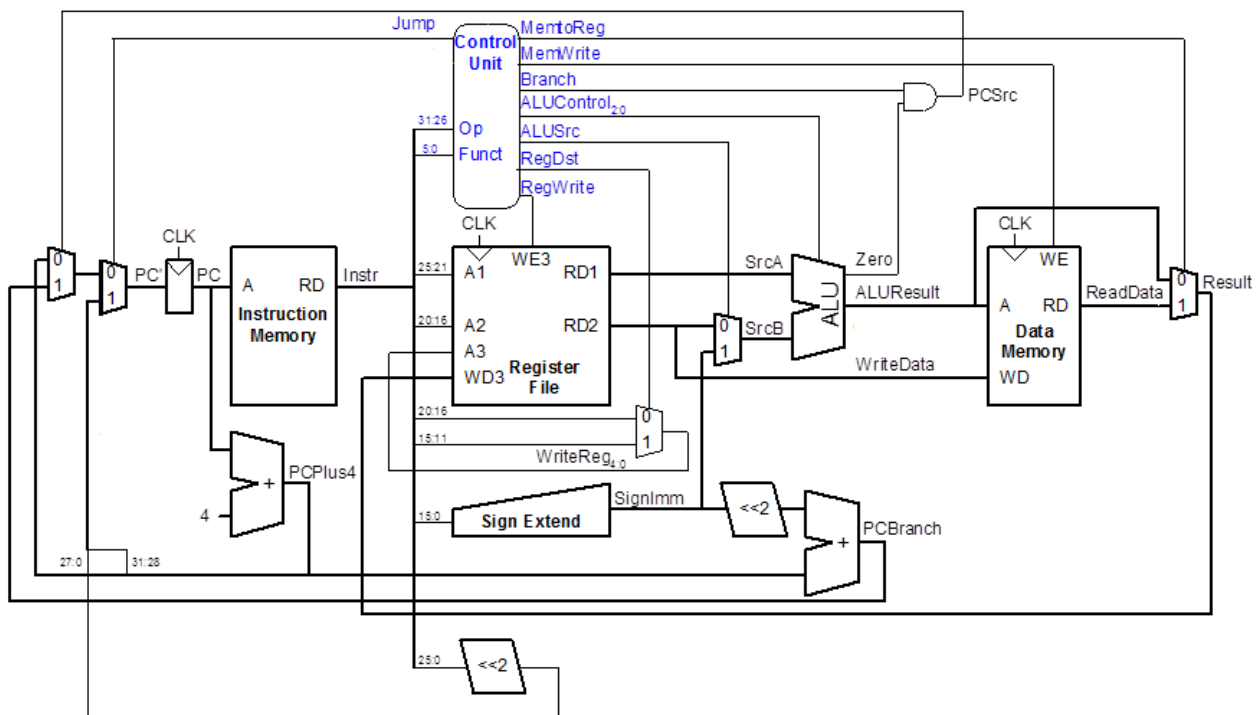 Jump
Control
Unit
MemtoReg
MemWrite
Branch
ALUControl2:0
ALUSrc
RegDst
RegWrite
PCSrc
31:26
Op
5:0
Funct
CLK
CLK
CLK
0
1
0
1
PC'
PC
A
RD
Instruction
Memory
Instr
25:21
A1
WE3
RD1
20:16
A2
RD2
A3
WD3
Register
File
SrcA
0
1
SrcB
ALU
Zero
ALUResult
WriteData
WE
A
RD
Data
Memory
WD
ReadData
0
1
Result
20:16
0
15:11
1
WriteReg4:0
PCPlus4
+
4
15:0
Sign Extend
SignImm
<<2
+
PCBranch
27:0
31:28
25:0
<<2